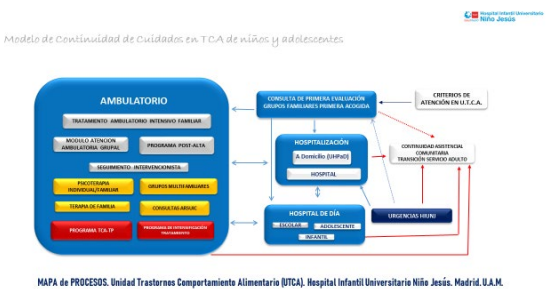 Hospital Infantil Universitario
Niño Jesús
Modelo de Continuidad de Cuidados en TCA de niños y adolescentes
AMBULATORIO
TRATAMIENTO AMBULATORIO INTENSIVO FAMILIAR
MODULO ATENCION
AMBULATORIA GRUPAL
PROGRAMA POST-ALTA
SEGUIMIENTO INTERVENCIONISTA
PSICOTERAPIA
INDIVIDUAL/FAMILIAR
GRUPOS MULTIFAMILIARES
TERAPIA DE FAMILIA
CONSULTAS
PROGRAMA TCA-TP
PROGRAMA DE INTENSIFICACIÓN
TRATAMIENTO
CONSULTA DE PRIMERA EVALUACIÓN
GRUPOS FAMILIARES PRIMERA ACOGIDA
HOSPITALIZACIÓN
A Domicilio (UHPaD)
HOSPITAL
HOSPITAL DE DÍA
ESCOLAR
ADOLESCENTE
INFANTIL
CRITERIOS DE
ATENCIÓN EN U.T.C.A.
CONTINUIDAD ASISTENCIAL
COMUNITARIA
TRANSICIÓN SERVICIO ADULTO
URGENCIAS HIUNJ
MAPA de PROCESOS. Unidad Trastornos Comportamiento Alimentario (UTCA). Hospital Infantil Universitario Niño Jesús. Madrid. U.A.M.